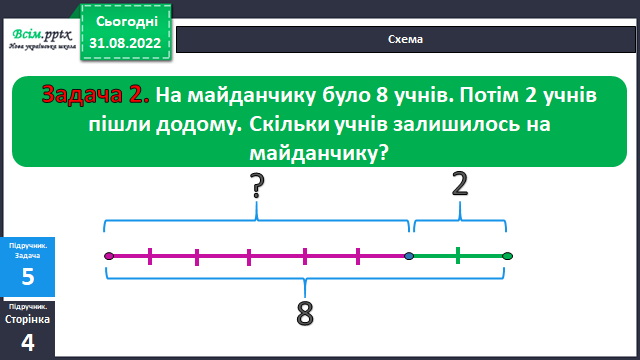 Всім.pptx
Нова українська школа
Сьогодні
31.08.2022
Схема
Задача 2. На майданчику було 8 учнів. Потім 2 учнів
пішли додому. Скільки учнів залишилось на
майданчику?
?
2
8
Підручник.
Задача
5
Підручник.
Сторінка
4